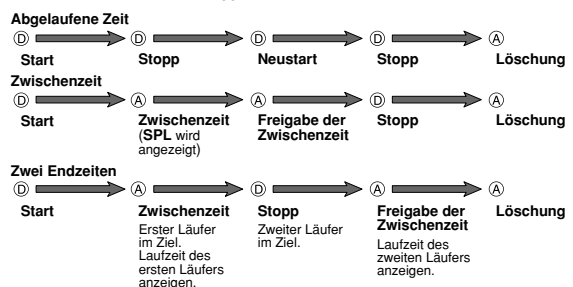 Abgelaufene Zeit
D D D D A
Start Stopp Neustart Stopp Löschung
Zwischenzeit
D A A D A
Start Zwischenzeit Freigabe der Stopp Löschung
(SPL wird Zwischenzeit
angezeigt)
Zwei Endzeiten
D A D A A
Start Zwischenzeit Stopp Freigabe der Löschung
Erster Läufer Zweiter Läufer Zwischenzeit
im Ziel. im Ziel. Laufzeit des
Laufzeit des zweiten Läufers
ersten Läufers anzeigen.
anzeigen.